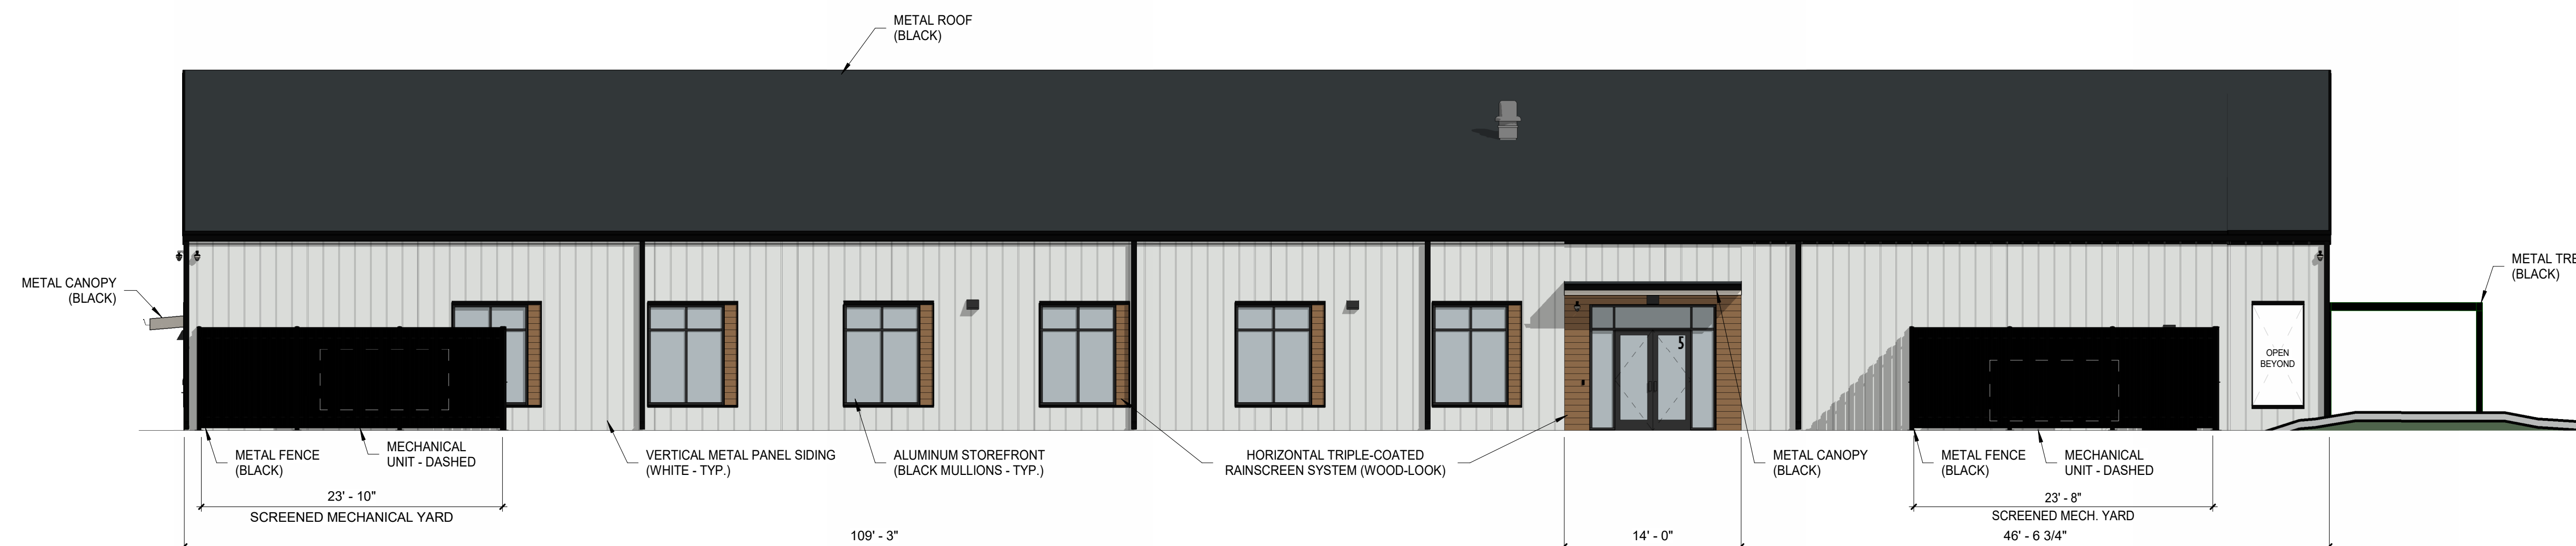 METAL ROOF
(BLACK)
METAL CANOPY
(BLACK)
METAL TRE
(BLACK)
5
OPEN
BEYOND
METAL FENCE
(BLACK)
MECHANICAL
UNIT - DASHED
VERTICAL METAL PANEL SIDING
(WHITE - TYP.)
ALUMINUM STOREFRONT
(BLACK MULLIONS - TYP.)
HORIZONTAL TRIPLE-COATED
RAINSCREEN SYSTEM (WOOD-LOOK)
METAL CANOPY
(BLACK)
METAL FENCE
(BLACK)
MECHANICAL
UNIT - DASHED
23' - 10"
SCREENED MECHANICAL YARD
23' - 8"
SCREENED MECH. YARD
109' - 3"
14' - 0"
46' - 6 3/4"